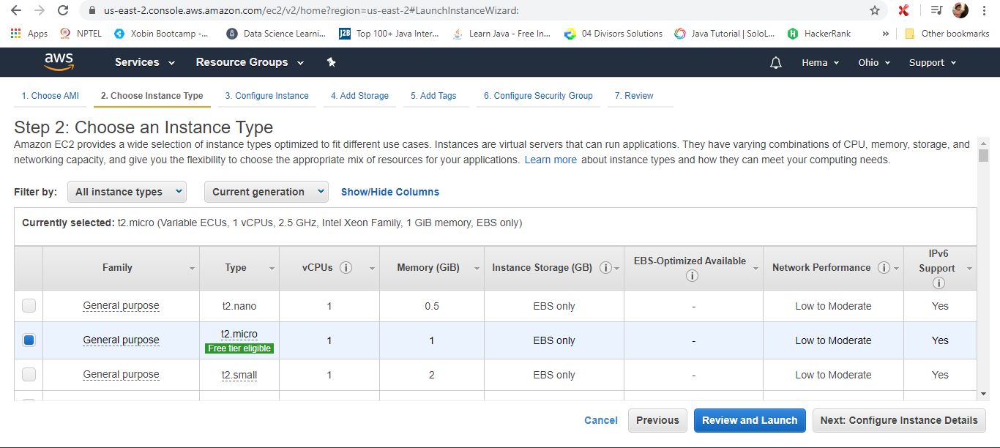 us-east-2.console.aws.amazon.com/ec2/v2/home?region=us-east-2#LaunchInstanceWizard:
Apps NPTEL Xobin Bootcamp -... Data Science Learni... J2B Top 100+ Java Inter... Learn Java - Free In... 04 Divisors Solutions Java Tutorial | SoloL... HackerRank » Other bookmarks
aws Services Resource Groups Hema Ohio Support
1. Choose AMI 2. Choose Instance Type 3. Configure Instance 4. Add Storage 5. Add Tags 6. Configure Security Group 7. Review
Step 2: Choose an Instance Type
Amazon EC2 provides a wide selection of instance types optimized to fit different use cases. Instances are virtual servers that can run applications. They have varying combinations of CPU, memory, storage, and
networking capacity, and give you the flexibility to choose the appropriate mix of resources for your applications. Learn more about instance types and how they can meet your computing needs.
Filter by: All instance types Current generation Show/Hide Columns
Currently selected: t2.micro (Variable ECUs, 1 vCPUs, 2.5 GHz, Intel Xeon Family, 1 GiB memory, EBS only)
Family Type vCPUs Memory (GiB) Instance Storage (GB) EBS-Optimized Available Network Performance IPv6 Support
General purpose t2.nano 1 0.5 EBS only - Low to Moderate Yes
General purpose t2.micro 1 1 EBS only - Low to Moderate Yes
Free tier eligible
General purpose t2.small 1 2 EBS only - Low to Moderate Yes
Cancel Previous Review and Launch Next: Configure Instance Details